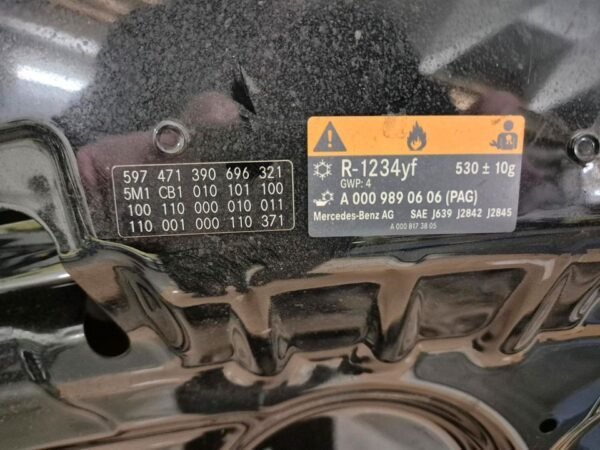 597 471 390 696 321
5M1 CB1 010 101 100
100 110 000 010 011
110 001 000 110 371
R-1234yf 530 ± 10g
GWP: 4
A 000 989 06 06 (PAG)
Mercedes-Benz AG SAE J639 J2842 J2845
A 000 817 38 05